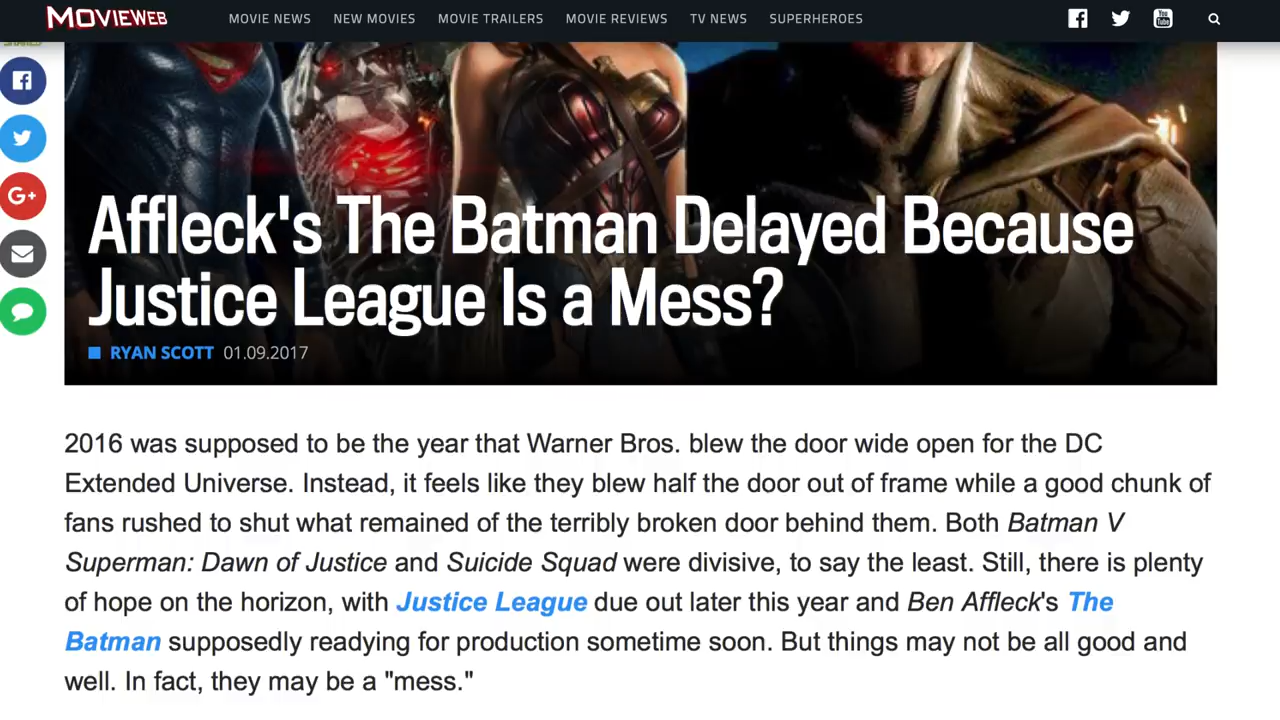 MOVIEWEB MOVIE NEWS NEW MOVIES MOVIE TRAILERS MOVIE REVIEWS TV NEWS SUPERHEROES You Tube
G+
Affleck's The Batman Delayed Because
Justice League Is a Mess?
RYAN SCOTT 01.09.2017
2016 was supposed to be the year that Warner Bros. blew the door wide open for the DC
Extended Universe. Instead, it feels like they blew half the door out of frame while a good chunk of
fans rushed to shut what remained of the terribly broken door behind them. Both Batman V
Superman: Dawn of Justice and Suicide Squad were divisive, to say the least. Still, there is plenty
of hope on the horizon, with Justice League due out later this year and Ben Affleck's The
Batman supposedly readying for production sometime soon. But things may not be all good and
well. In fact, they may be a "mess."